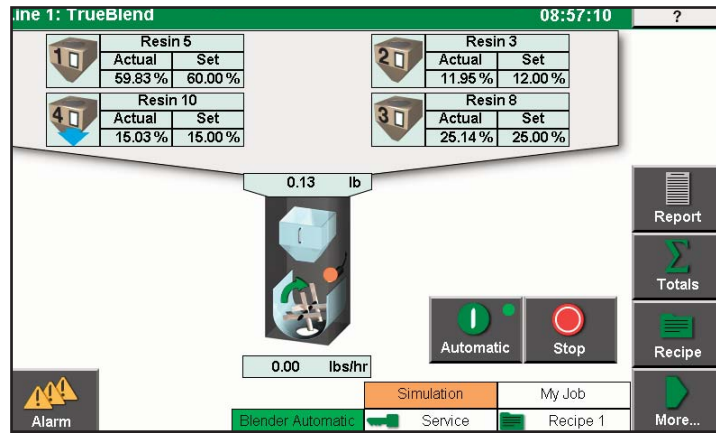 ine 1: TrueBlend 08:57:10 ?
1 Resin 5
Actual Set
59.83 % 60.00 %
2 Resin 3
Actual Set
11.95 % 12.00 %
4 Resin 10
Actual Set
15.03 % 15.00 %
3 Resin 8
Actual Set
25.14 % 25.00 %
0.13 lb
Report
Totals
Automatic
Stop
Recipe
0.00 lbs/hr
Simulation My Job
Alarm
Blender Automatic Service Recipe 1
More...